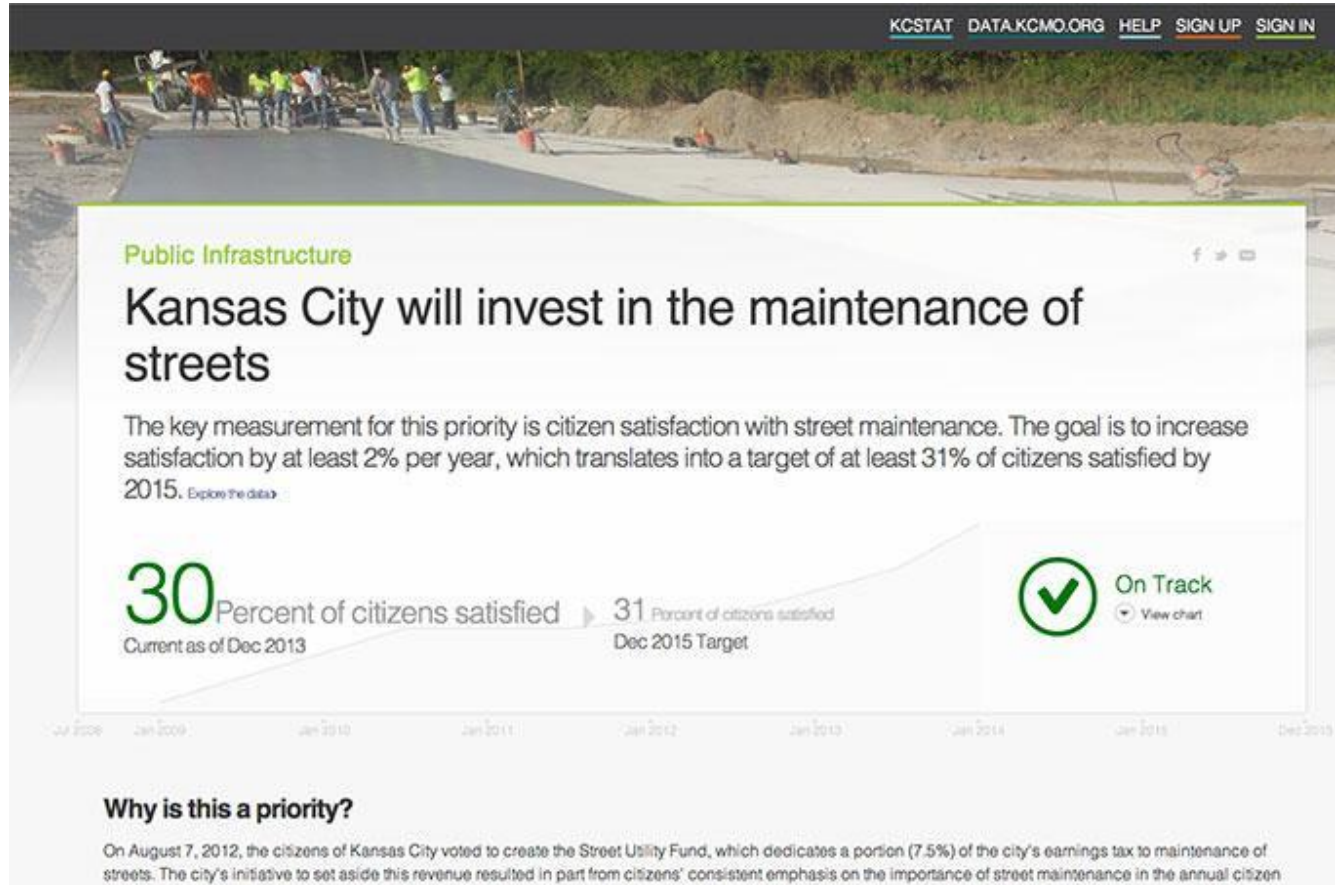 KCSTAT DATA.KCMO.ORG HELP SIGN UP SIGN IN
Public Infrastructure
Kansas City will invest in the maintenance of
streets
The key measurement for this priority is citizen satisfaction with street maintenance. The goal is to increase
satisfaction by at least 2% per year, which translates into a target of at least 31% of citizens satisfied by
2015. Explore the data›
30 Percent of citizens satisfied
Current as of Dec 2013
31 Percent of citizens satisfied
Dec 2015 Target
On Track
View chart
Jul 2008 Jan 2009 Jan 2010 Jan 2011 Jan 2012 Jan 2013 Jan 2014 Jan 2015 Dec 2015
Why is this a priority?
On August 7, 2012, the citizens of Kansas City voted to create the Street Utility Fund, which dedicates a portion (7.5%) of the city's earnings tax to maintenance of
streets. The city's initiative to set aside this revenue resulted in part from citizens' consistent emphasis on the importance of street maintenance in the annual citizen